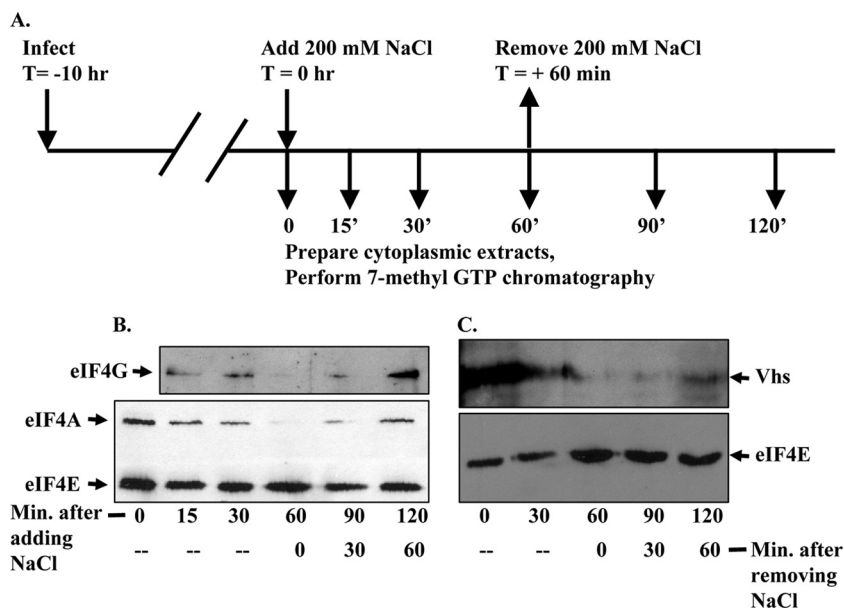 A.
Infect
T= -10 hr
Add 200 mM NaCl
T = 0 hr
Remove 200 mM NaCl
T = + 60 min
0 15’ 30’ 60’ 90’ 120’
Prepare cytoplasmic extracts,
Perform 7-methyl GTP chromatography
B.
eIF4G
eIF4A
eIF4E
Min. after adding NaCl
0 15 30 60 90 120
-- -- -- 0 30 60
C.
Vhs
eIF4E
0 30 60 90 120
-- -- 0 30 60
Min. after
removing
NaCl